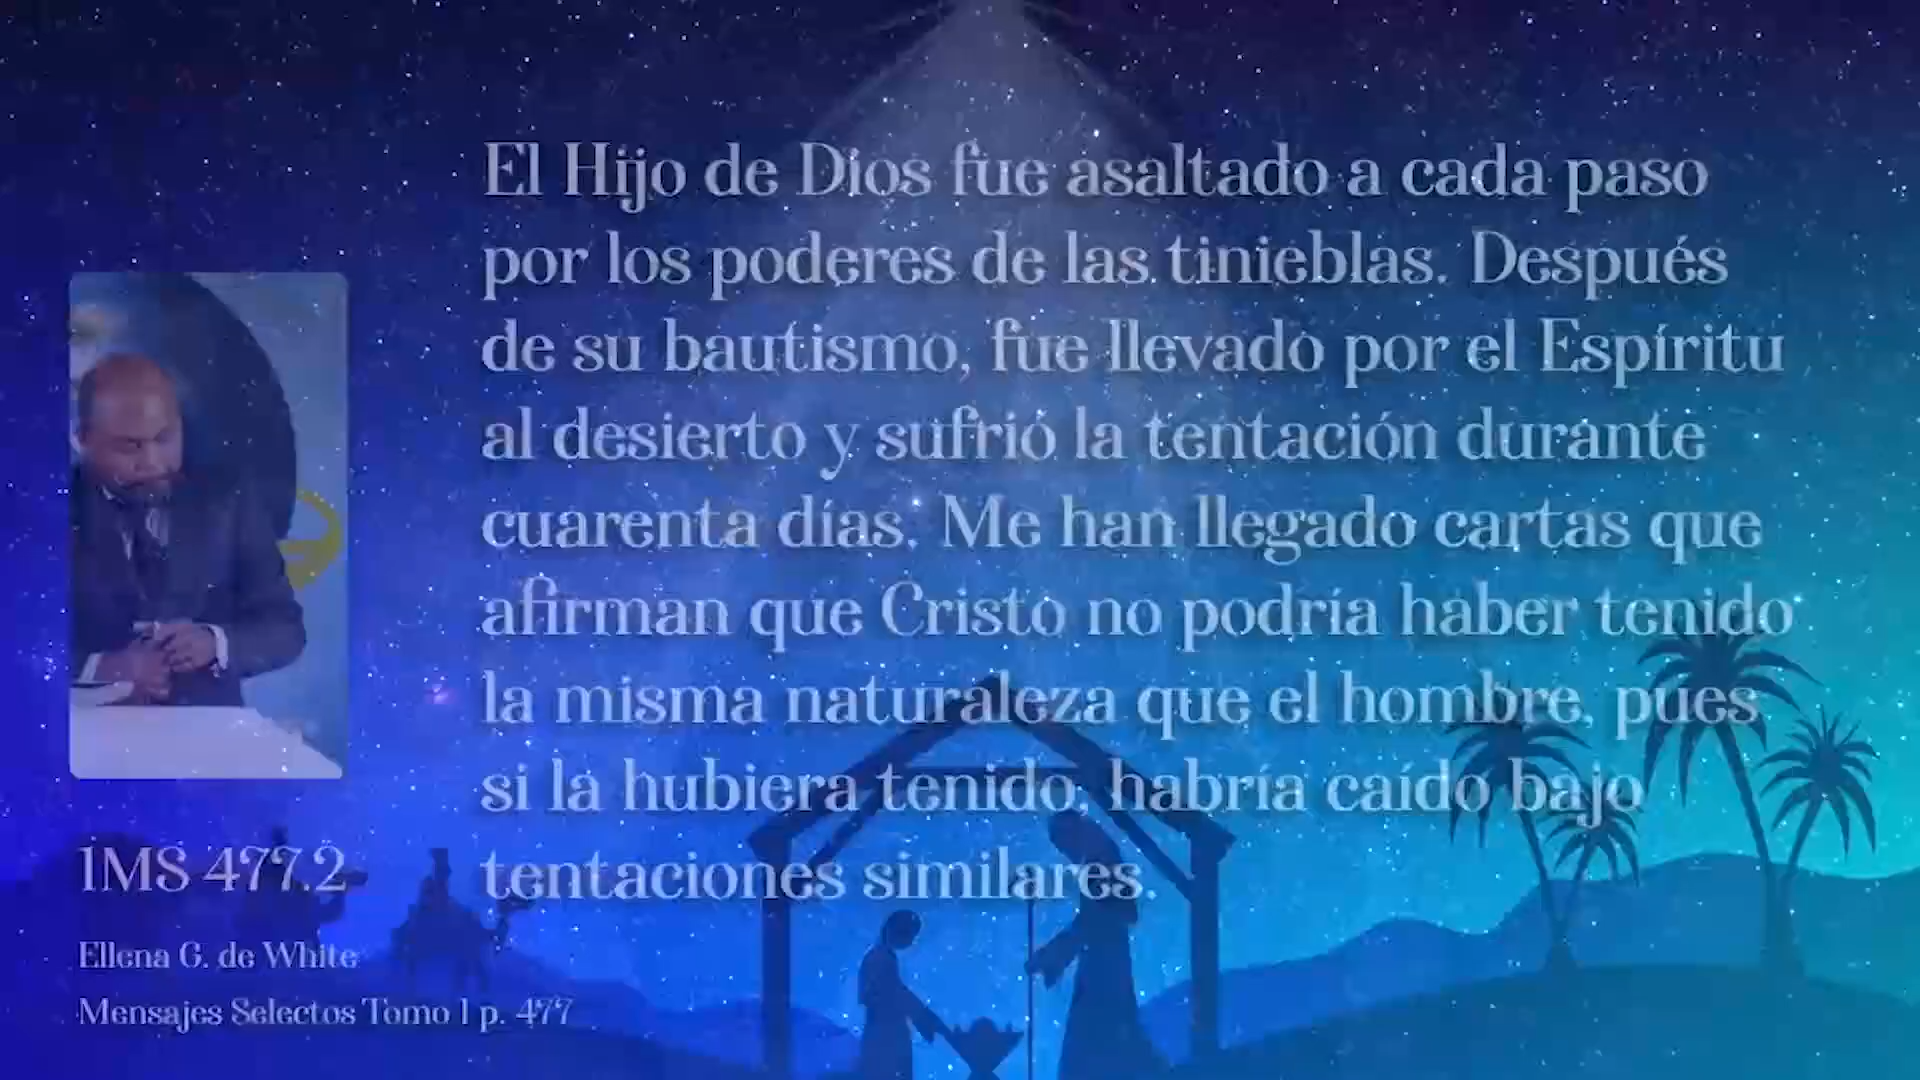 El Hijo de Dios fue asaltado a cada paso
por los poderes de las tinieblas. Después
de su bautismo, fue llevado por el Espíritu
al desierto y sufrió la tentación durante
cuarenta días. Me han llegado cartas que
afirman que Cristo no podría haber tenido
la misma naturaleza que el hombre, pues
si la hubiera tenido, habría caído bajo
tentaciones similares.
1MS 477.2
Ellena G. de White
Mensajes Selectos Tomo 1 p. 477